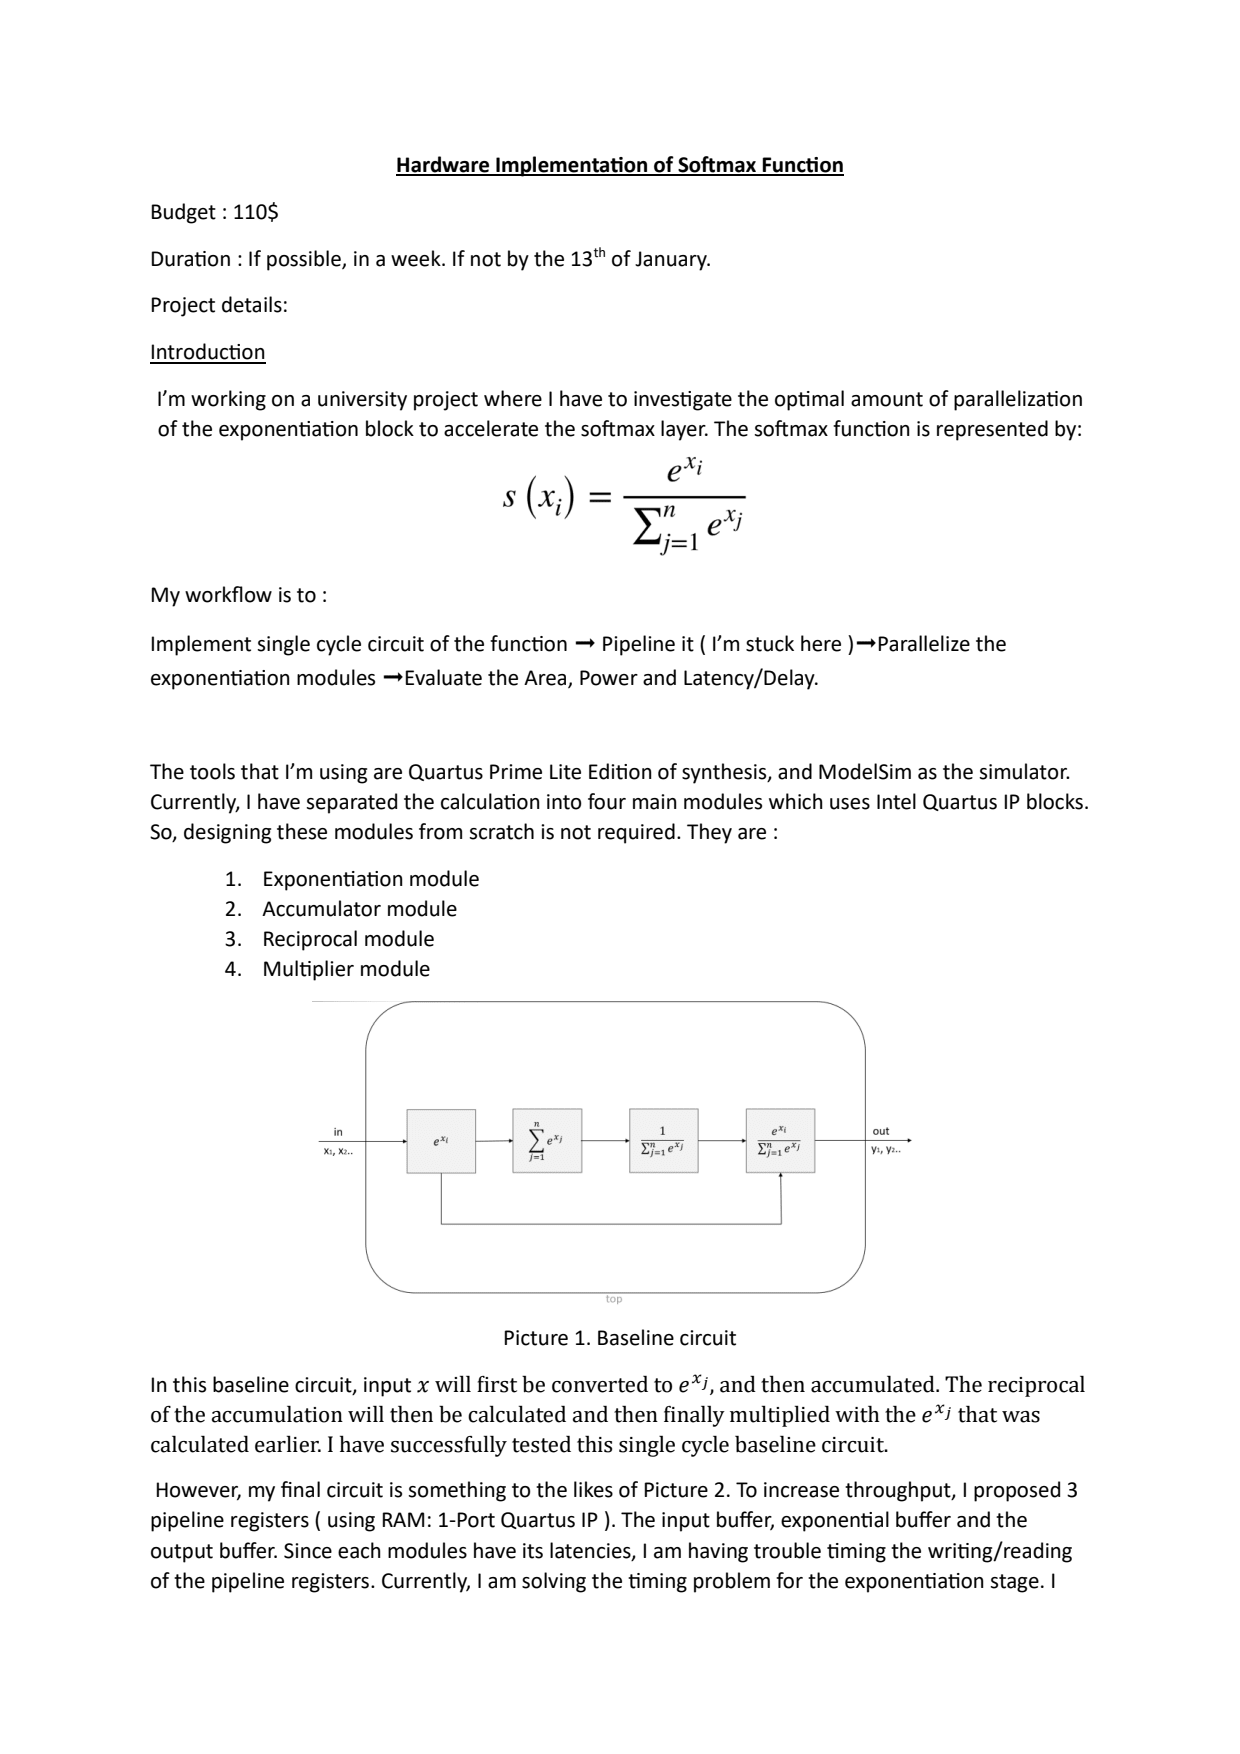 Hardware Implementation of Softmax Function
Budget : 110$
Duration : If possible, in a week. If not by the 13th of January.
Project details:
Introduction
I’m working on a university project where I have to investigate the optimal amount of parallelization
of the exponentiation block to accelerate the softmax layer. The softmax function is represented by:
s (x_i) = e^{x_i} / ∑_{j=1}^{n} e^{x_j}
My workflow is to :
Implement single cycle circuit of the function ➞ Pipeline it ( I’m stuck here )➞Parallelize the
exponentiation modules ➞Evaluate the Area, Power and Latency/Delay.
The tools that I’m using are Quartus Prime Lite Edition of synthesis, and ModelSim as the simulator.
Currently, I have separated the calculation into four main modules which uses Intel Quartus IP blocks.
So, designing these modules from scratch is not required. They are :
1. Exponentiation module
2. Accumulator module
3. Reciprocal module
4. Multiplier module
in
x1, x2..
e^{x_i}
∑_{j=1}^{n} e^{x_j}
1 / ∑_{j=1}^{n} e^{x_j}
e^{x_i} / ∑_{j=1}^{n} e^{x_j}
out
y1, y2..
top
Picture 1. Baseline circuit
In this baseline circuit, input x will first be converted to e^{x_j}, and then accumulated. The reciprocal
of the accumulation will then be calculated and then finally multiplied with the e^{x_j} that was
calculated earlier. I have successfully tested this single cycle baseline circuit.
However, my final circuit is something to the likes of Picture 2. To increase throughput, I proposed 3
pipeline registers ( using RAM: 1-Port Quartus IP ). The input buffer, exponential buffer and the
output buffer. Since each modules have its latencies, I am having trouble timing the writing/reading
of the pipeline registers. Currently, I am solving the timing problem for the exponentiation stage. I